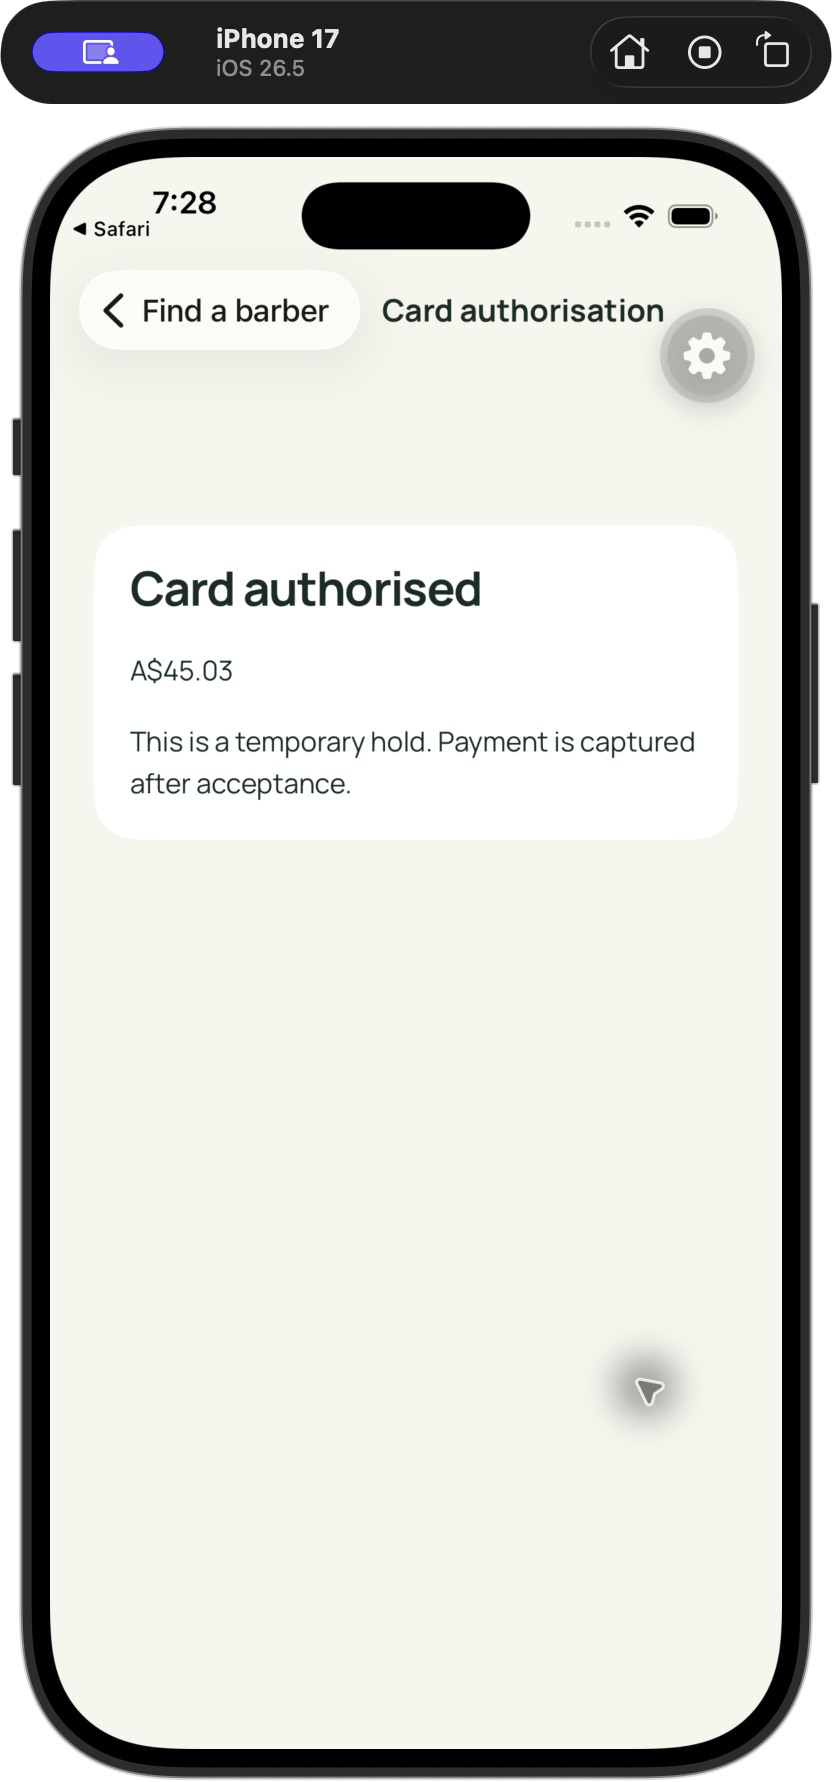 iPhone 17
iOS 26.5
7:28
Safari
Find a barber
Card authorisation
Card authorised
A$45.03
This is a temporary hold. Payment is captured
after acceptance.